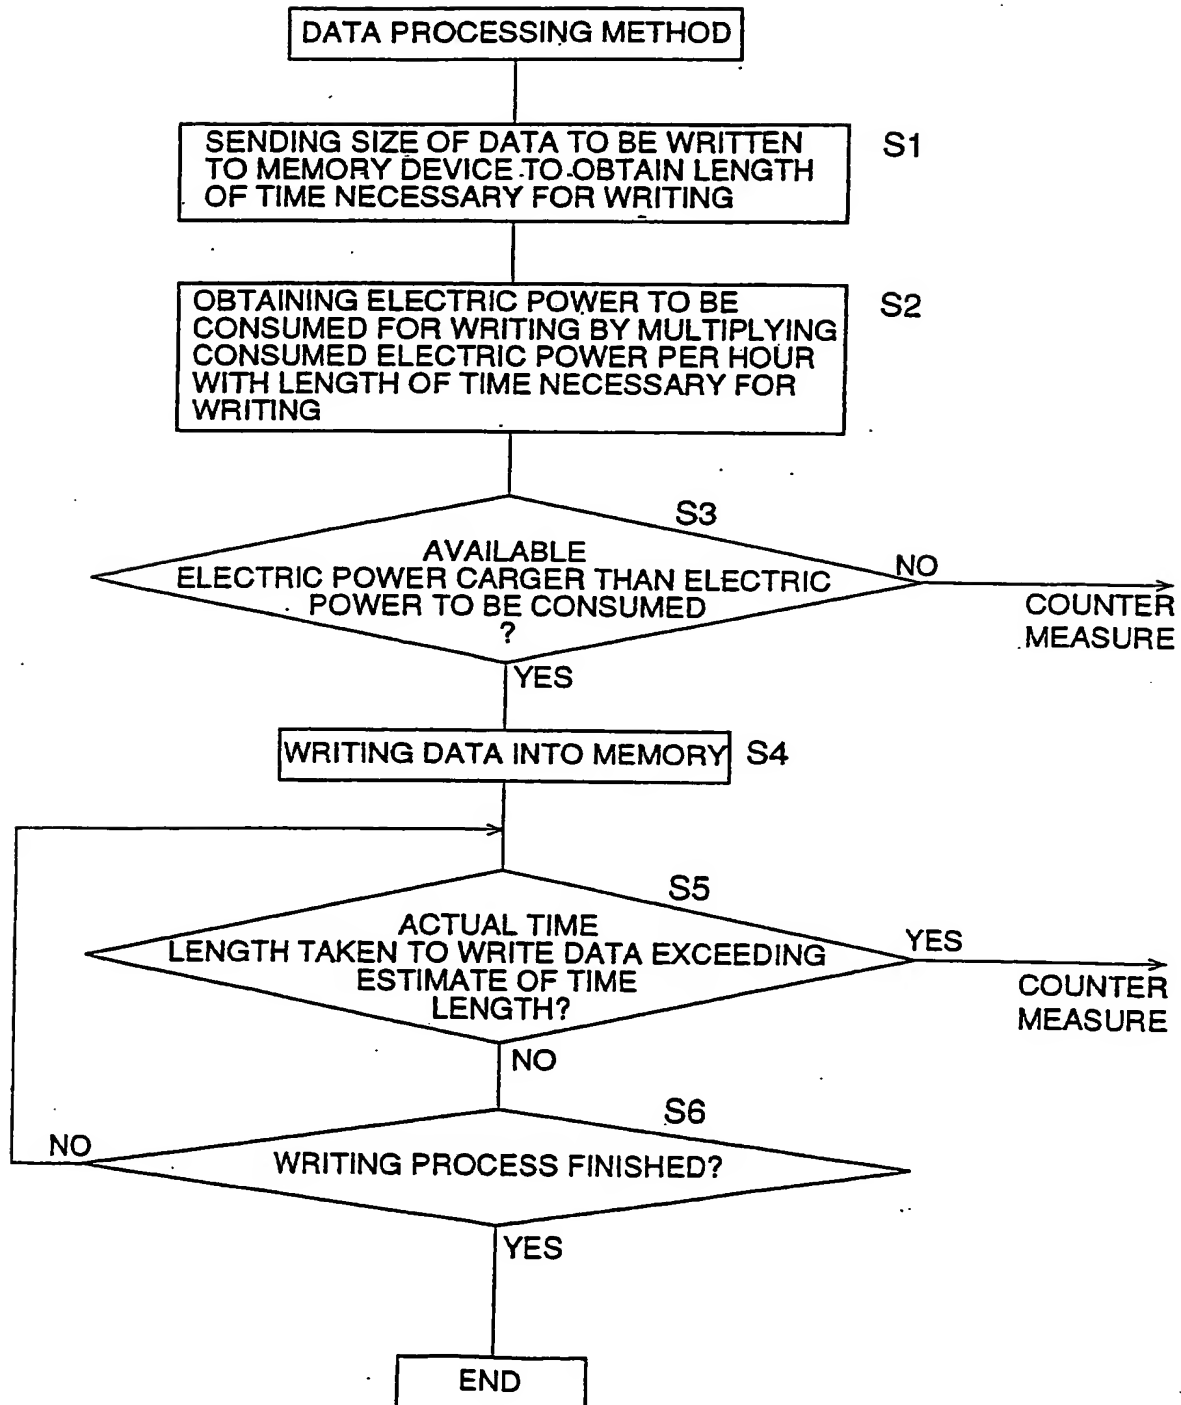 DATA PROCESSING METHOD
SENDING SIZE OF DATA TO BE WRITTEN
TO MEMORY DEVICE TO OBTAIN LENGTH
OF TIME NECESSARY FOR WRITING
S1
OBTAINING ELECTRIC POWER TO BE
CONSUMED FOR WRITING BY MULTIPLYING
CONSUMED ELECTRIC POWER PER HOUR
WITH LENGTH OF TIME NECESSARY FOR
WRITING
S2
S3
AVAILABLE
ELECTRIC POWER CARGER THAN ELECTRIC
POWER TO BE CONSUMED
?
NO
COUNTER
MEASURE
YES
WRITING DATA INTO MEMORY
S4
S5
ACTUAL TIME
LENGTH TAKEN TO WRITE DATA EXCEEDING
ESTIMATE OF TIME
LENGTH?
YES
COUNTER
MEASURE
NO
S6
NO
WRITING PROCESS FINISHED?
YES
END